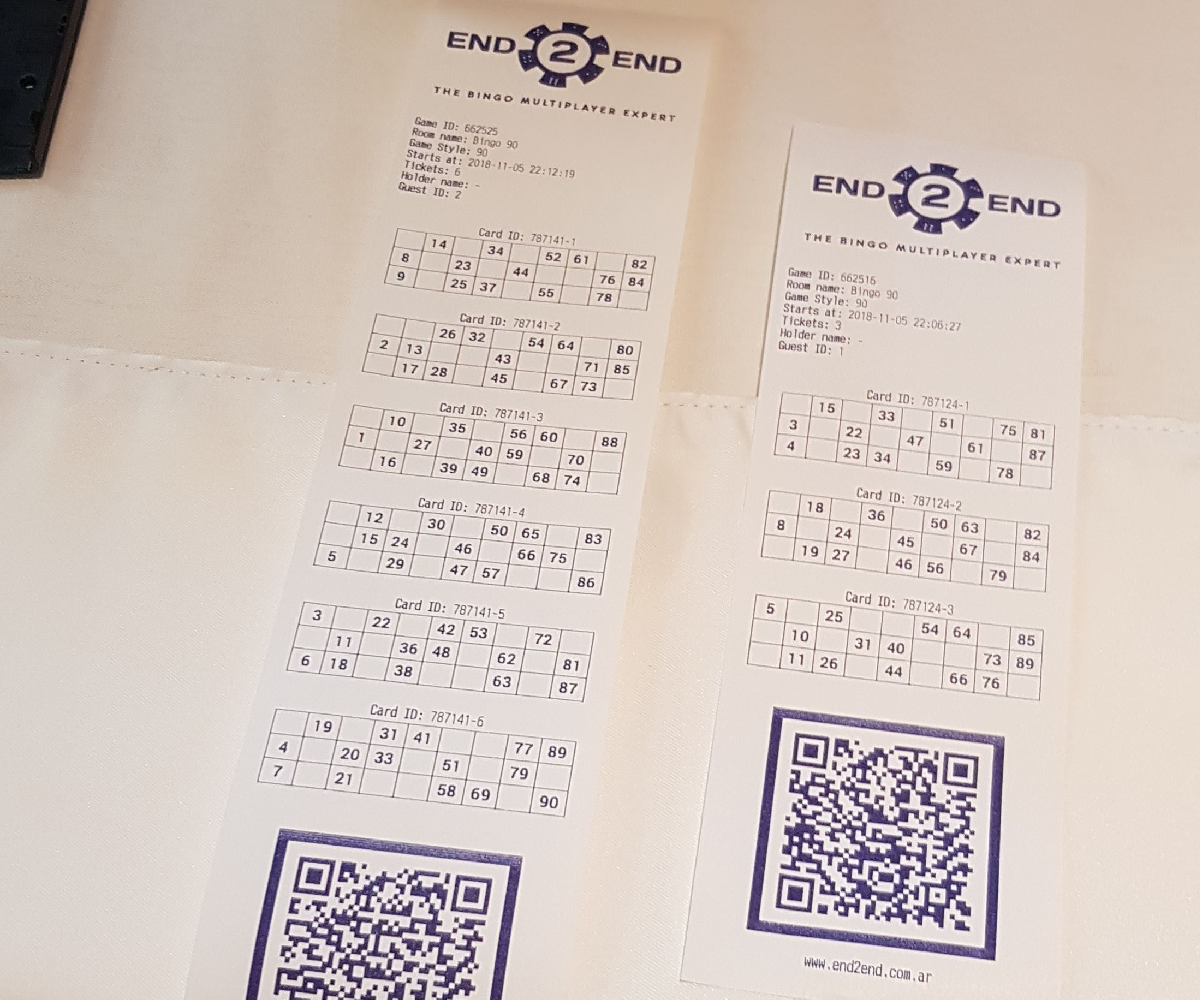 END 2 END
THE BINGO MULTIPLAYER EXPERT
Game ID: 662525
Room name: Bingo 90
Game Style: 90
Starts at: 2018-11-05 22:12:19
Tickets: 6
Holder name: -
Guest ID: 2
Card ID: 787141-1
14 34 52 61 82
8 23 44 76 84
9 25 37 55 78
Card ID: 787141-2
26 32 54 64 80
2 13 43 71 85
17 28 45 67 73
Card ID: 787141-3
10 35 56 60 88
1 27 40 59 70
16 39 49 68 74
Card ID: 787141-4
12 30 50 65 83
15 24 46 66 75
5 29 47 57 86
Card ID: 787141-5
3 22 42 53 72
11 36 48 62 81
6 18 38 63 87
Card ID: 787141-6
19 31 41 77 89
4 20 33 51 79
7 21 58 69 90
END 2 END
THE BINGO MULTIPLAYER EXPERT
Game ID: 662516
Room name: Bingo 90
Game Style: 90
Starts at: 2018-11-05 22:06:27
Tickets: 3
Holder name: -
Guest ID: 1
Card ID: 787124-1
15 33 51 75 81
3 22 47 61 87
4 23 34 59 78
Card ID: 787124-2
18 36 50 63 82
8 24 45 67 84
19 27 46 56 79
Card ID: 787124-3
5 25 54 64 85
10 31 40 73 89
11 26 44 66 76
www.end2end.com.ar